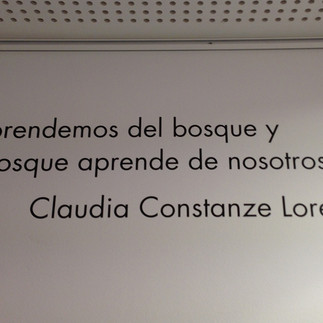 prendemos del bosque y
osque aprende de nosotros
Claudia Constanze Lore